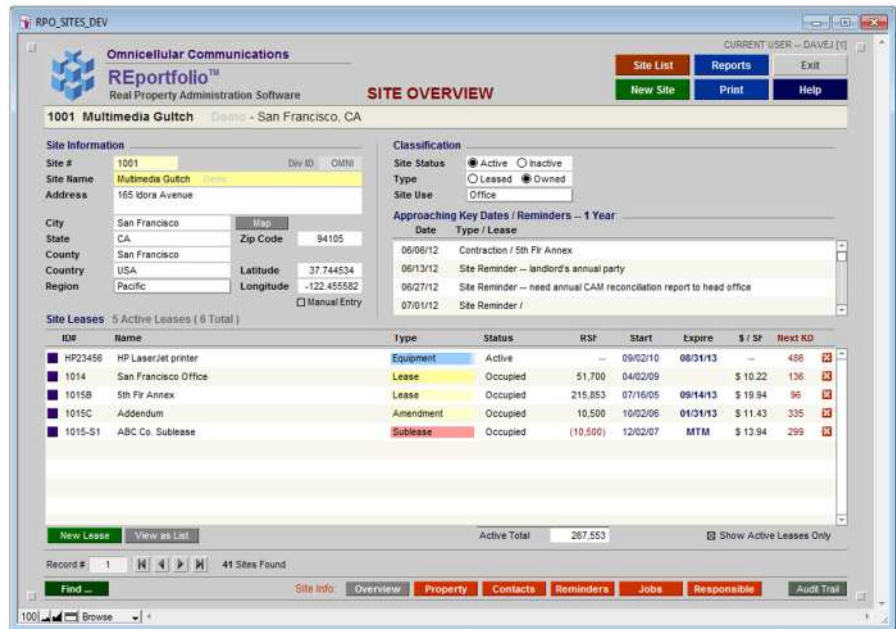 RPO_SITES_DEV
CURRENT USER -- DAVEJ [1]
Omnicellular Communications
REportfolio™
Real Property Administration Software
SITE OVERVIEW
Site List Reports Exit
New Site Print Help
1001 Multimedia Gultch Demo - San Francisco, CA
Site Information
Site # 1001 Div ID OMNI
Site Name Multimedia Gultch Demo
Address 165 Idora Avenue
City San Francisco Map
State CA Zip Code 94105
County San Francisco
Country USA Latitude 37.744534
Region Pacific Longitude -122.455582
Manual Entry
Classification
Site Status Active Inactive
Type Leased Owned
Site Use Office
Approaching Key Dates / Reminders -- 1 Year
Date Type / Lease
06/06/12 Contraction / 5th Flr Annex
06/13/12 Site Reminder -- landlord's annual party
06/27/12 Site Reminder -- need annual CAM reconciliation report to head office
07/01/12 Site Reminder /
Site Leases 5 Active Leases ( 6 Total )
ID# Name Type Status RSF Start Expire $ / SF Next KD
HP23456 HP LaserJet printer Equipment Active -- 09/02/10 08/31/13 -- 486
1014 San Francisco Office Lease Occupied 51,700 04/02/09 $ 10.22 136
1015B 5th Flr Annex Lease Occupied 215,853 07/16/05 09/14/13 $ 19.94 96
1015C Addendum Amendment Occupied 10,500 10/02/06 01/31/13 $ 11.43 335
1015-S1 ABC Co. Sublease Sublease Occupied (10,500) 12/02/07 MTM $ 13.94 299
New Lease View as List Active Total 267,553 Show Active Leases Only
Record # 1 41 Sites Found
Find ... Site Info: Overview Property Contacts Reminders Jobs Responsible Audit Trail
100 Browse